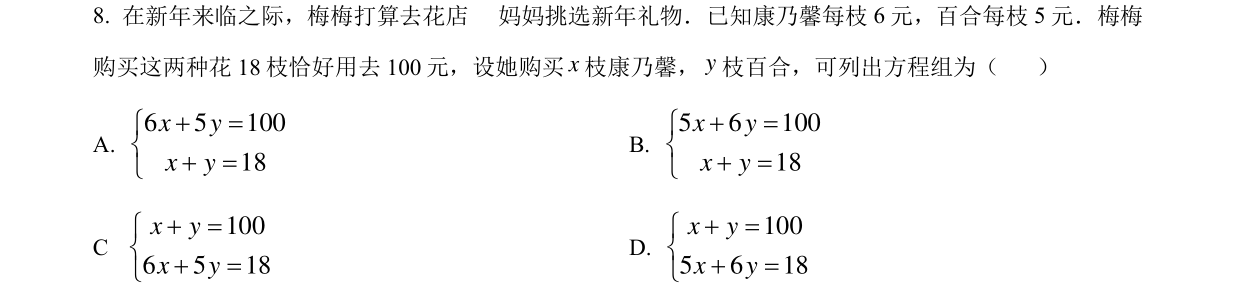 8. 在新年来临之际，梅梅打算去花店 妈妈挑选新年礼物．已知康乃馨每枝 6 元，百合每枝 5 元．梅梅
购买这两种花 18 枝恰好用去 100 元，设她购买 x 枝康乃馨， y 枝百合，可列出方程组为（ ）
A. { 6x+5y=100
x+y=18
B. { 5x+6y=100
x+y=18
C { x+y=100
6x+5y=18
D. { x+y=100
5x+6y=18